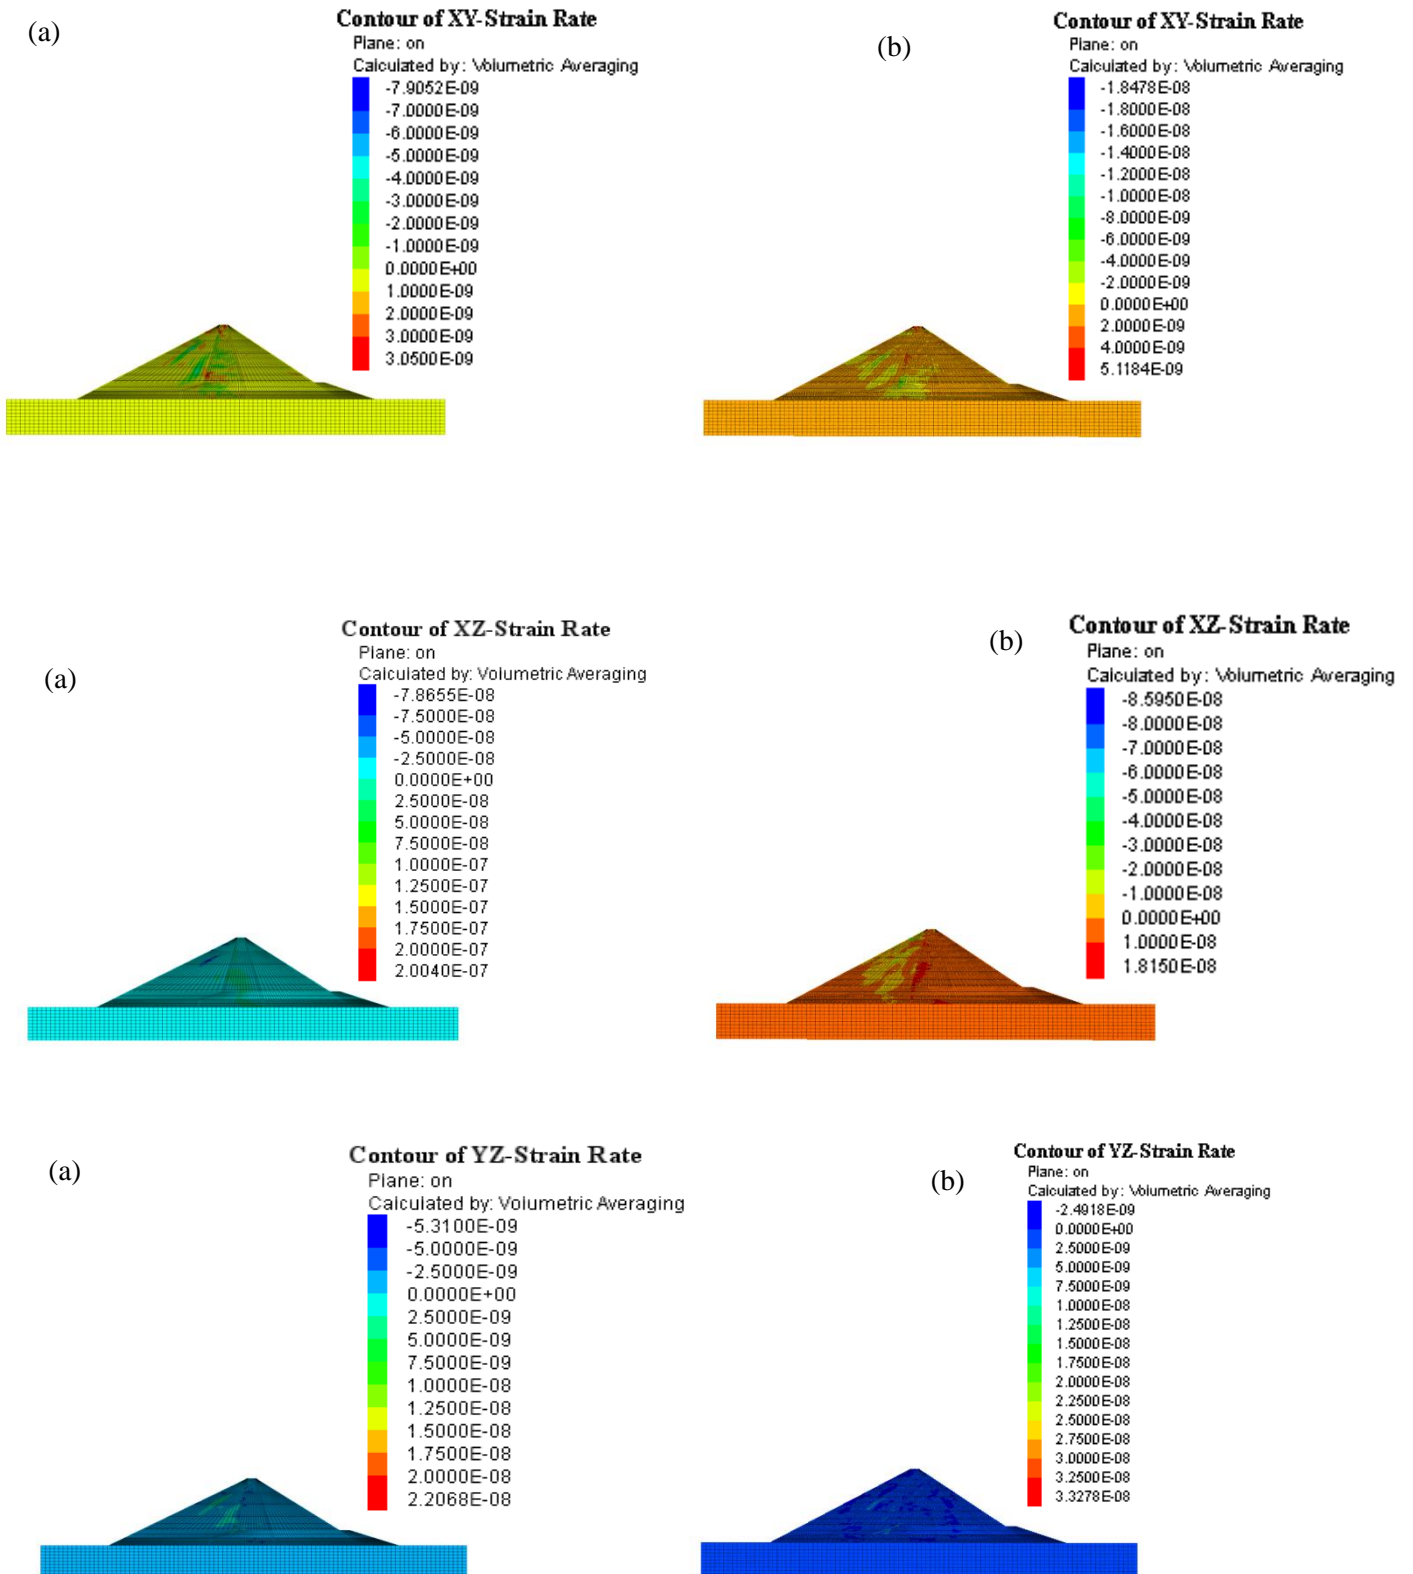 (a)
Contour of XY-Strain Rate
Plane: on
Calculated by: Volumetric Averaging
-7.9052E-09
-7.0000E-09
-6.0000E-09
-5.0000E-09
-4.0000E-09
-3.0000E-09
-2.0000E-09
-1.0000E-09
0.0000E+00
1.0000E-09
2.0000E-09
3.0000E-09
3.0500E-09
(b)
Contour of XY-Strain Rate
Plane: on
Calculated by: Volumetric Averaging
-1.8478E-08
-1.8000E-08
-1.6000E-08
-1.4000E-08
-1.2000E-08
-1.0000E-08
-8.0000E-09
-6.0000E-09
-4.0000E-09
-2.0000E-09
0.0000E+00
2.0000E-09
4.0000E-09
5.1184E-09
(a)
Contour of XZ-Strain Rate
Plane: on
Calculated by: Volumetric Averaging
-7.8655E-08
-7.5000E-08
-5.0000E-08
-2.5000E-08
0.0000E+00
2.5000E-08
5.0000E-08
7.5000E-08
1.0000E-07
1.2500E-07
1.5000E-07
1.7500E-07
2.0000E-07
2.0040E-07
(b)
Contour of XZ-Strain Rate
Plane: on
Calculated by: Volumetric Averaging
-8.5950E-08
-8.0000E-08
-7.0000E-08
-6.0000E-08
-5.0000E-08
-4.0000E-08
-3.0000E-08
-2.0000E-08
-1.0000E-08
0.0000E+00
1.0000E-08
1.8150E-08
(a)
Contour of YZ-Strain Rate
Plane: on
Calculated by: Volumetric Averaging
-5.3100E-09
-5.0000E-09
-2.5000E-09
0.0000E+00
2.5000E-09
5.0000E-09
7.5000E-09
1.0000E-08
1.2500E-08
1.5000E-08
1.7500E-08
2.0000E-08
2.2068E-08
(b)
Contour of YZ-Strain Rate
Plane: on
Calculated by: Volumetric Averaging
-2.4918E-09
0.0000E+00
2.5000E-09
5.0000E-09
7.5000E-09
1.0000E-08
1.2500E-08
1.5000E-08
1.7500E-08
2.0000E-08
2.2500E-08
2.5000E-08
2.7500E-08
3.0000E-08
3.2500E-08
3.3278E-08